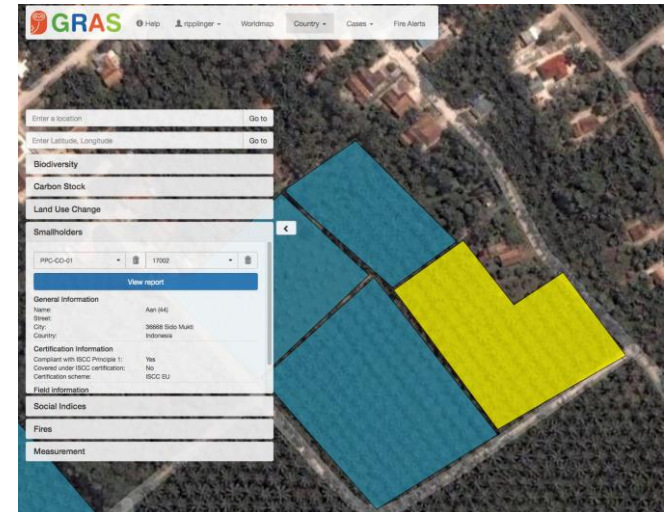 GRAS
Help ripplinger Worldmap Country Cases Fire Alerts
Enter a location Go to
Enter Latitude, Longitude Go to
Biodiversity
Carbon Stock
Land Use Change
Smallholders
PPC-CO-01 17002
View report
General Information
Name: Aan (44)
Street:
City: 36666 Sido Mukti
Country: Indonesia
Certification Information
Compliant with ISCC Principle 1: Yes
Covered under ISCC certification: No
Certification scheme: ISCC EU
Field information
Social Indices
Fires
Measurement